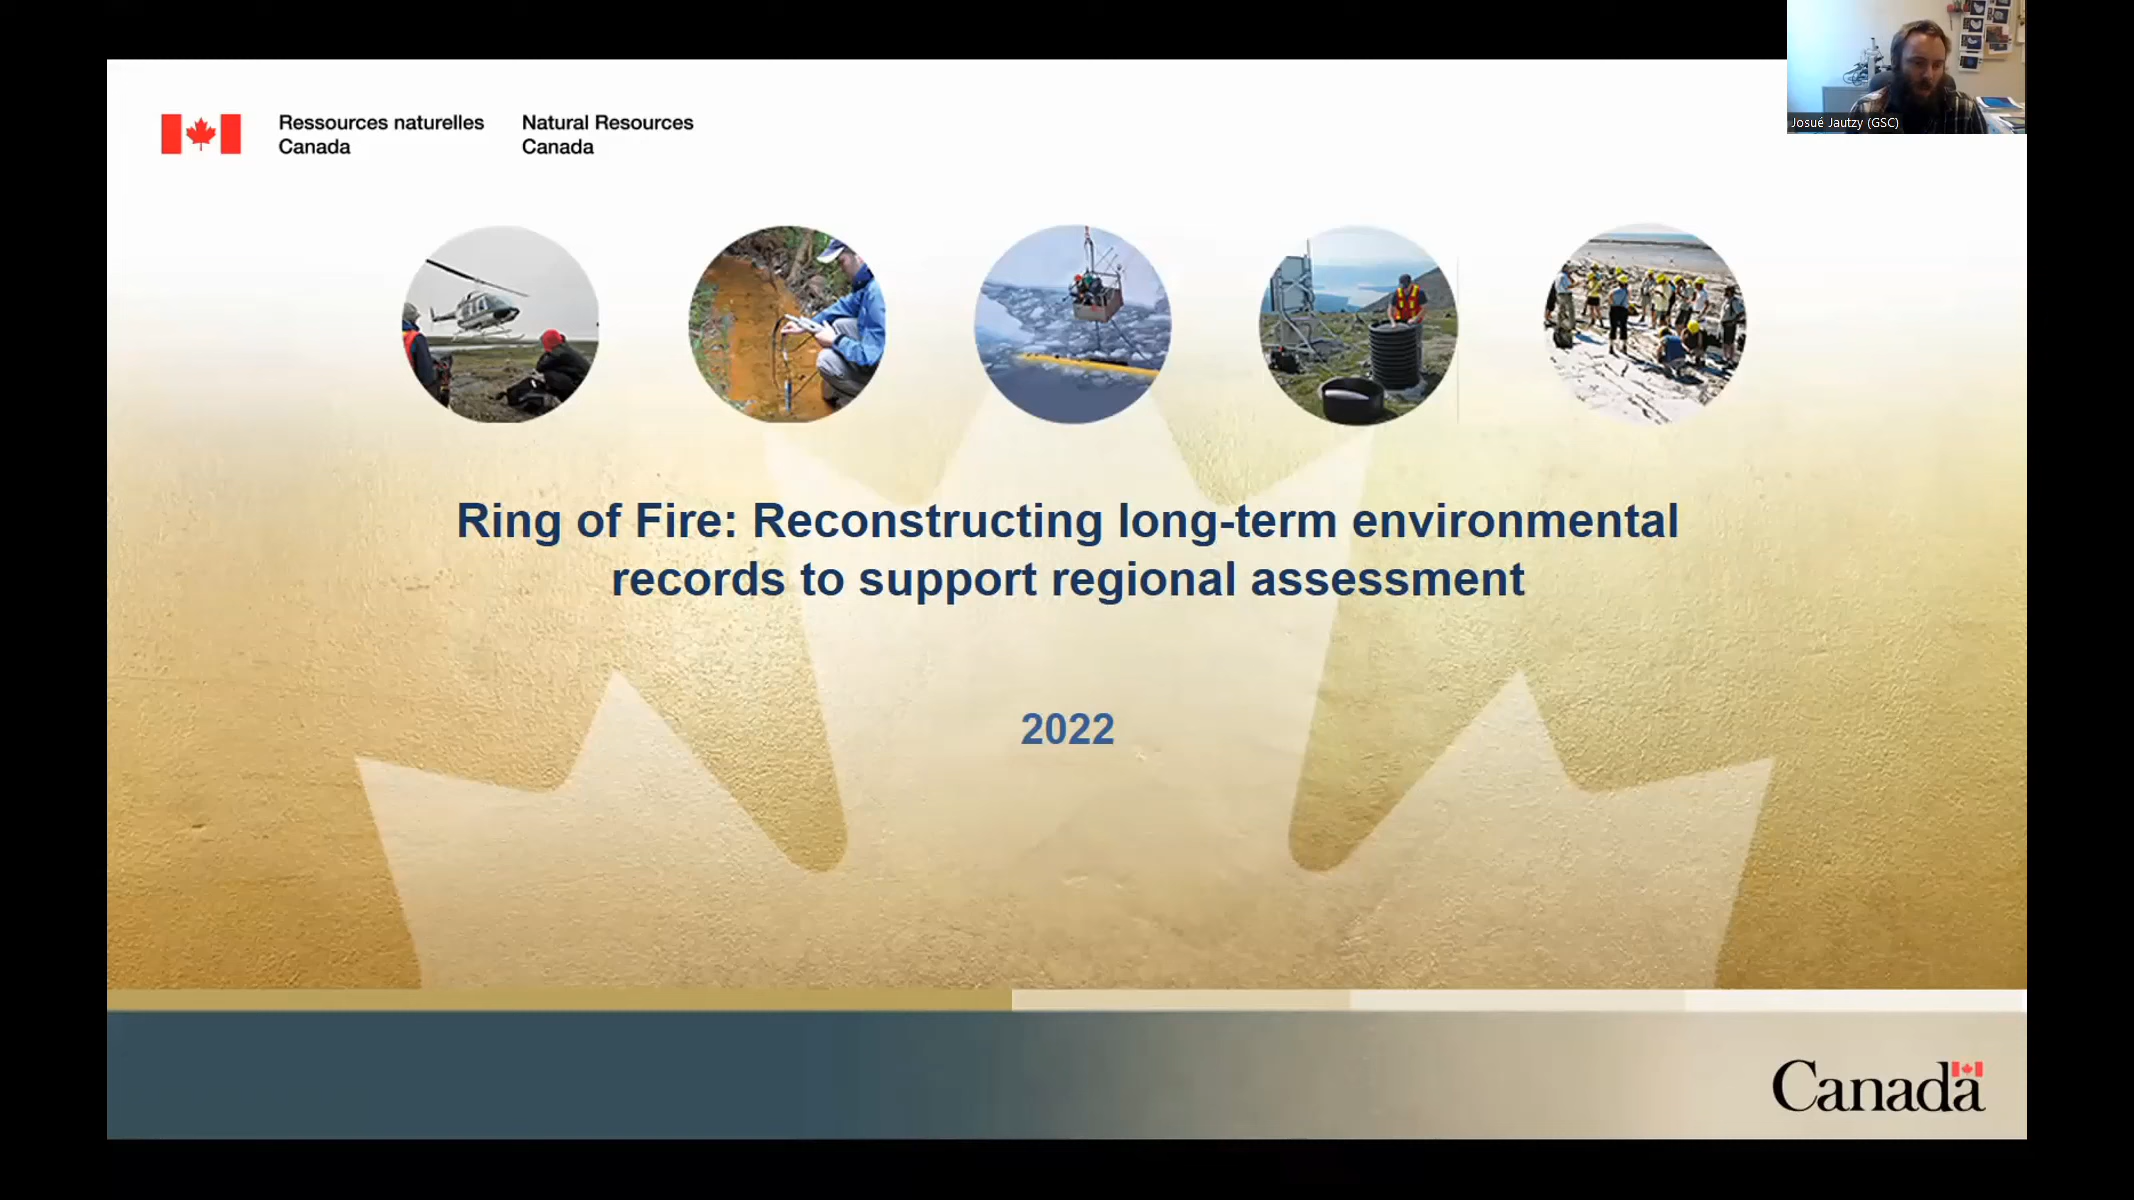 Josué Jautzy (GSC)
Ressources naturelles
Canada
Natural Resources
Canada
Ring of Fire: Reconstructing long-term environmental
records to support regional assessment
2022
Canada